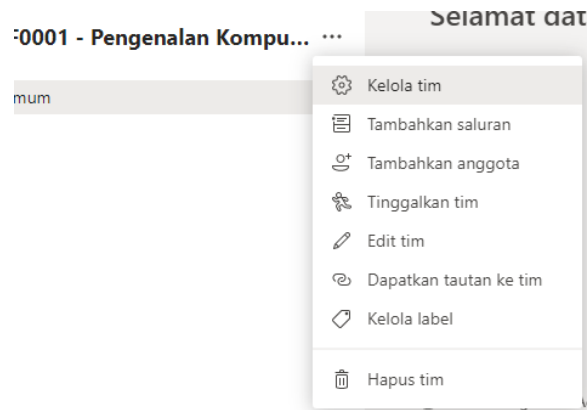 Selamat dat
F0001 - Pengenalan Kompu... ...
mum
Kelola tim
Tambahkan saluran
Tambahkan anggota
Tinggalkan tim
Edit tim
Dapatkan tautan ke tim
Kelola label
Hapus tim